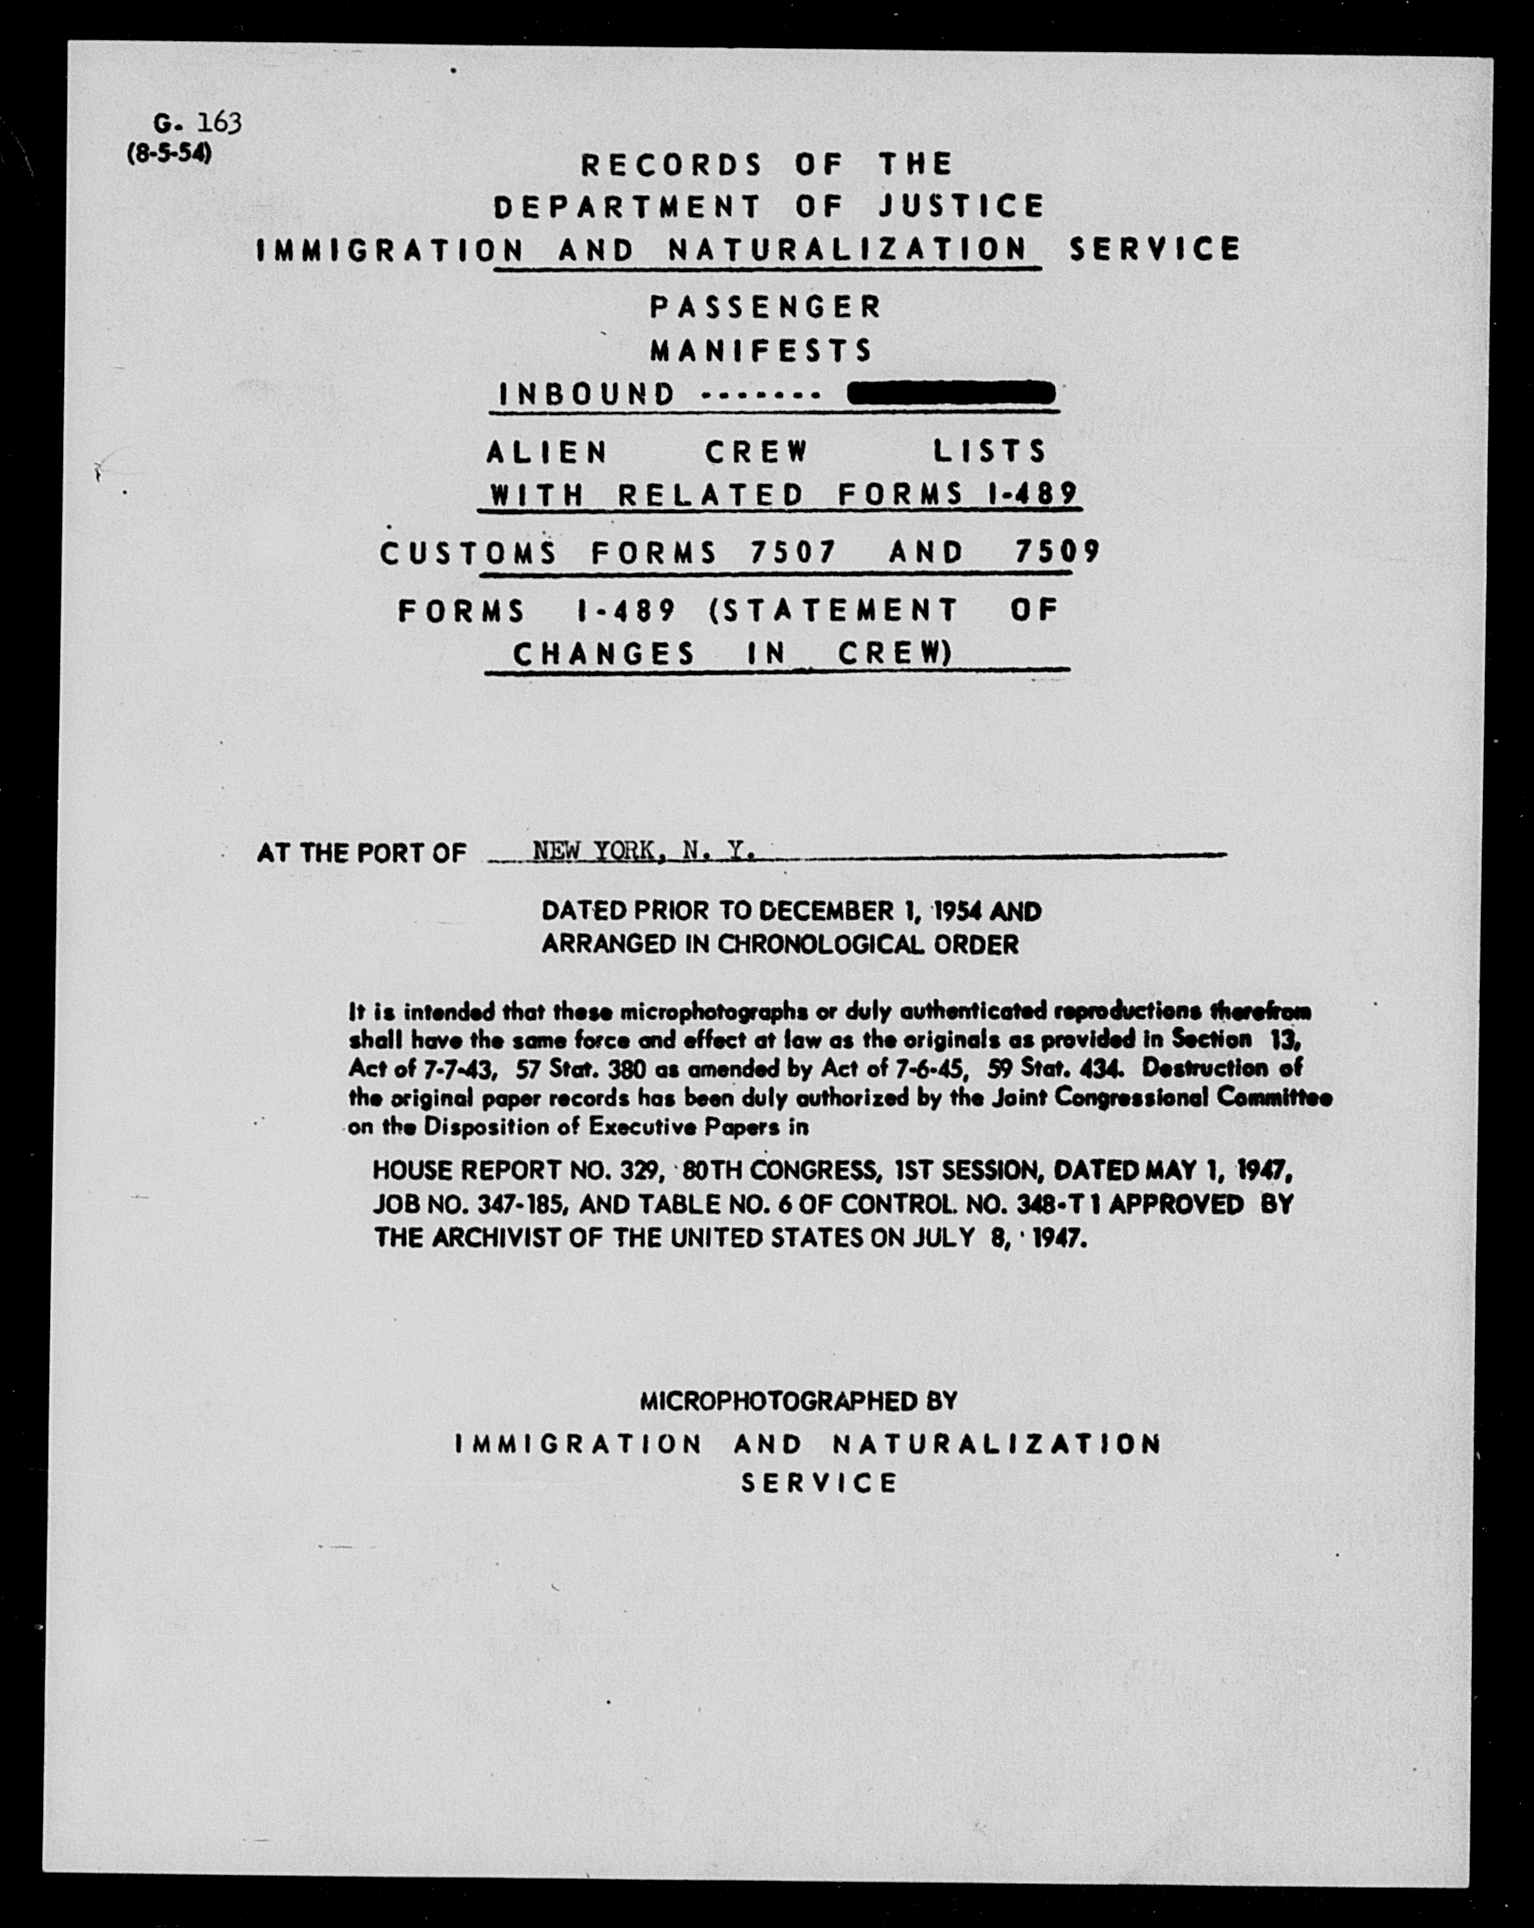 G. 163
(8-5-54)
RECORDS OF THE
DEPARTMENT OF JUSTICE
IMMIGRATION AND NATURALIZATION SERVICE
PASSENGER
MANIFESTS
INBOUND -------
ALIEN CREW LISTS
WITH RELATED FORMS I-489
CUSTOMS FORMS 7507 AND 7509
FORMS I-489 (STATEMENT OF
CHANGES IN CREW)
AT THE PORT OF NEW YORK, N. Y.
DATED PRIOR TO DECEMBER 1, 1954 AND
ARRANGED IN CHRONOLOGICAL ORDER
It is intended that these microphotographs or duly authenticated reproductions therefrom
shall have the same force and effect at law as the originals as provided in Section 13,
Act of 7-7-43, 57 Stat. 380 as amended by Act of 7-6-45, 59 Stat. 434. Destruction of
the original paper records has been duly authorized by the Joint Congressional Committee
on the Disposition of Executive Papers in
HOUSE REPORT NO. 329, 80TH CONGRESS, 1ST SESSION, DATED MAY 1, 1947,
JOB NO. 347-185, AND TABLE NO. 6 OF CONTROL NO. 348-T1 APPROVED BY
THE ARCHIVIST OF THE UNITED STATES ON JULY 8, 1947.
MICROPHOTOGRAPHED BY
IMMIGRATION AND NATURALIZATION
SERVICE